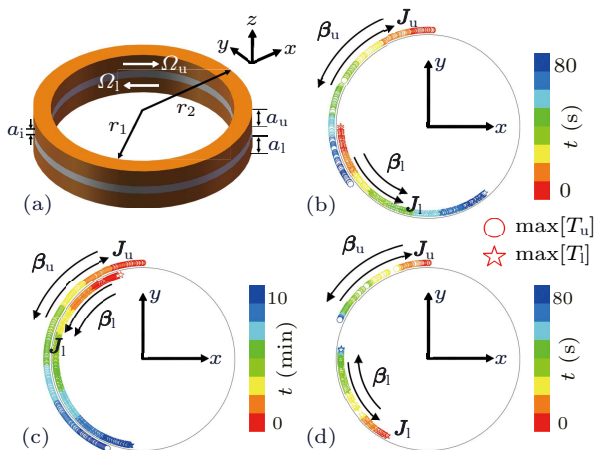 z
y
x
Ω_u
Ω_l
r_2
r_1
a_i
a_u
a_l
(a)
β_u
J_u
y
x
β_l
J_l
80
t (s)
0
(b)
max[T_u]
max[T_l]
β_u
J_u
y
x
β_l
J_l
10
t (min)
0
(c)
β_u
J_u
y
x
β_l
J_l
80
t (s)
0
(d)